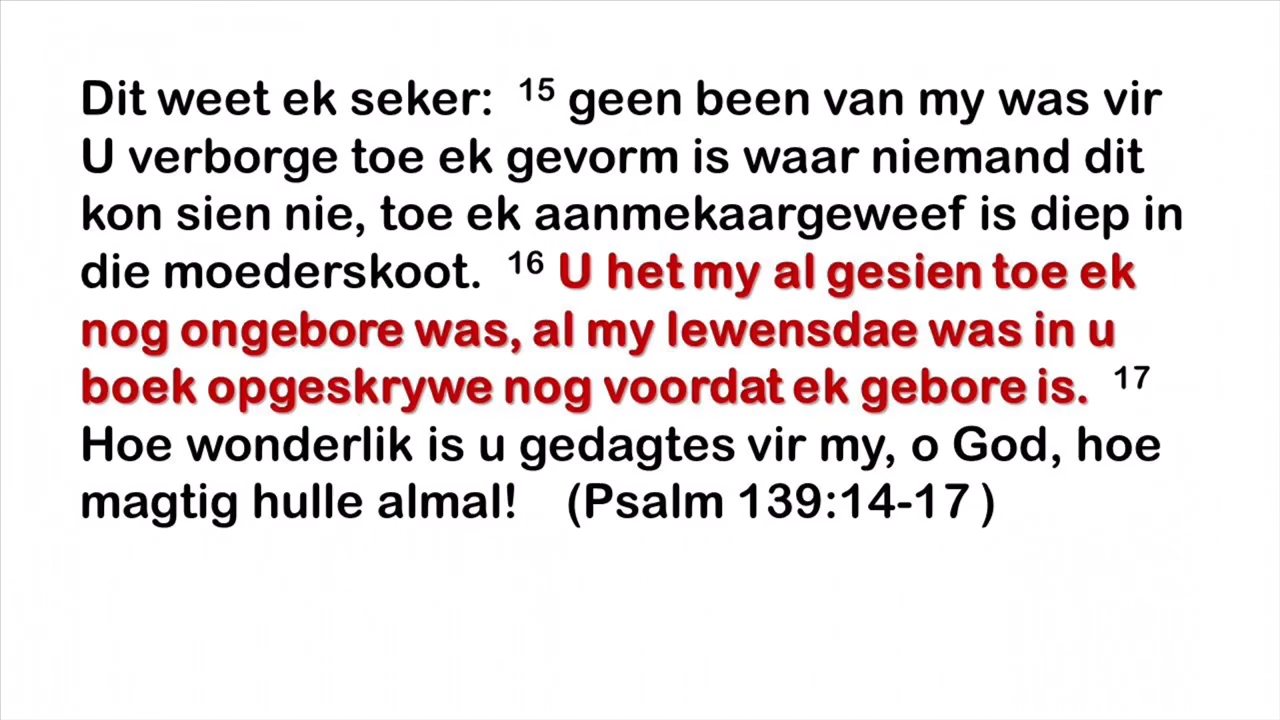 Dit weet ek seker: 15 geen been van my was vir
U verborge toe ek gevorm is waar niemand dit
kon sien nie, toe ek aanmekaargeweef is diep in
die moederskoot. 16 U het my al gesien toe ek
nog ongebore was, al my lewensdae was in u
boek opgeskrywe nog voordat ek gebore is. 17
Hoe wonderlik is u gedagtes vir my, o God, hoe
magtig hulle almal! (Psalm 139:14-17 )